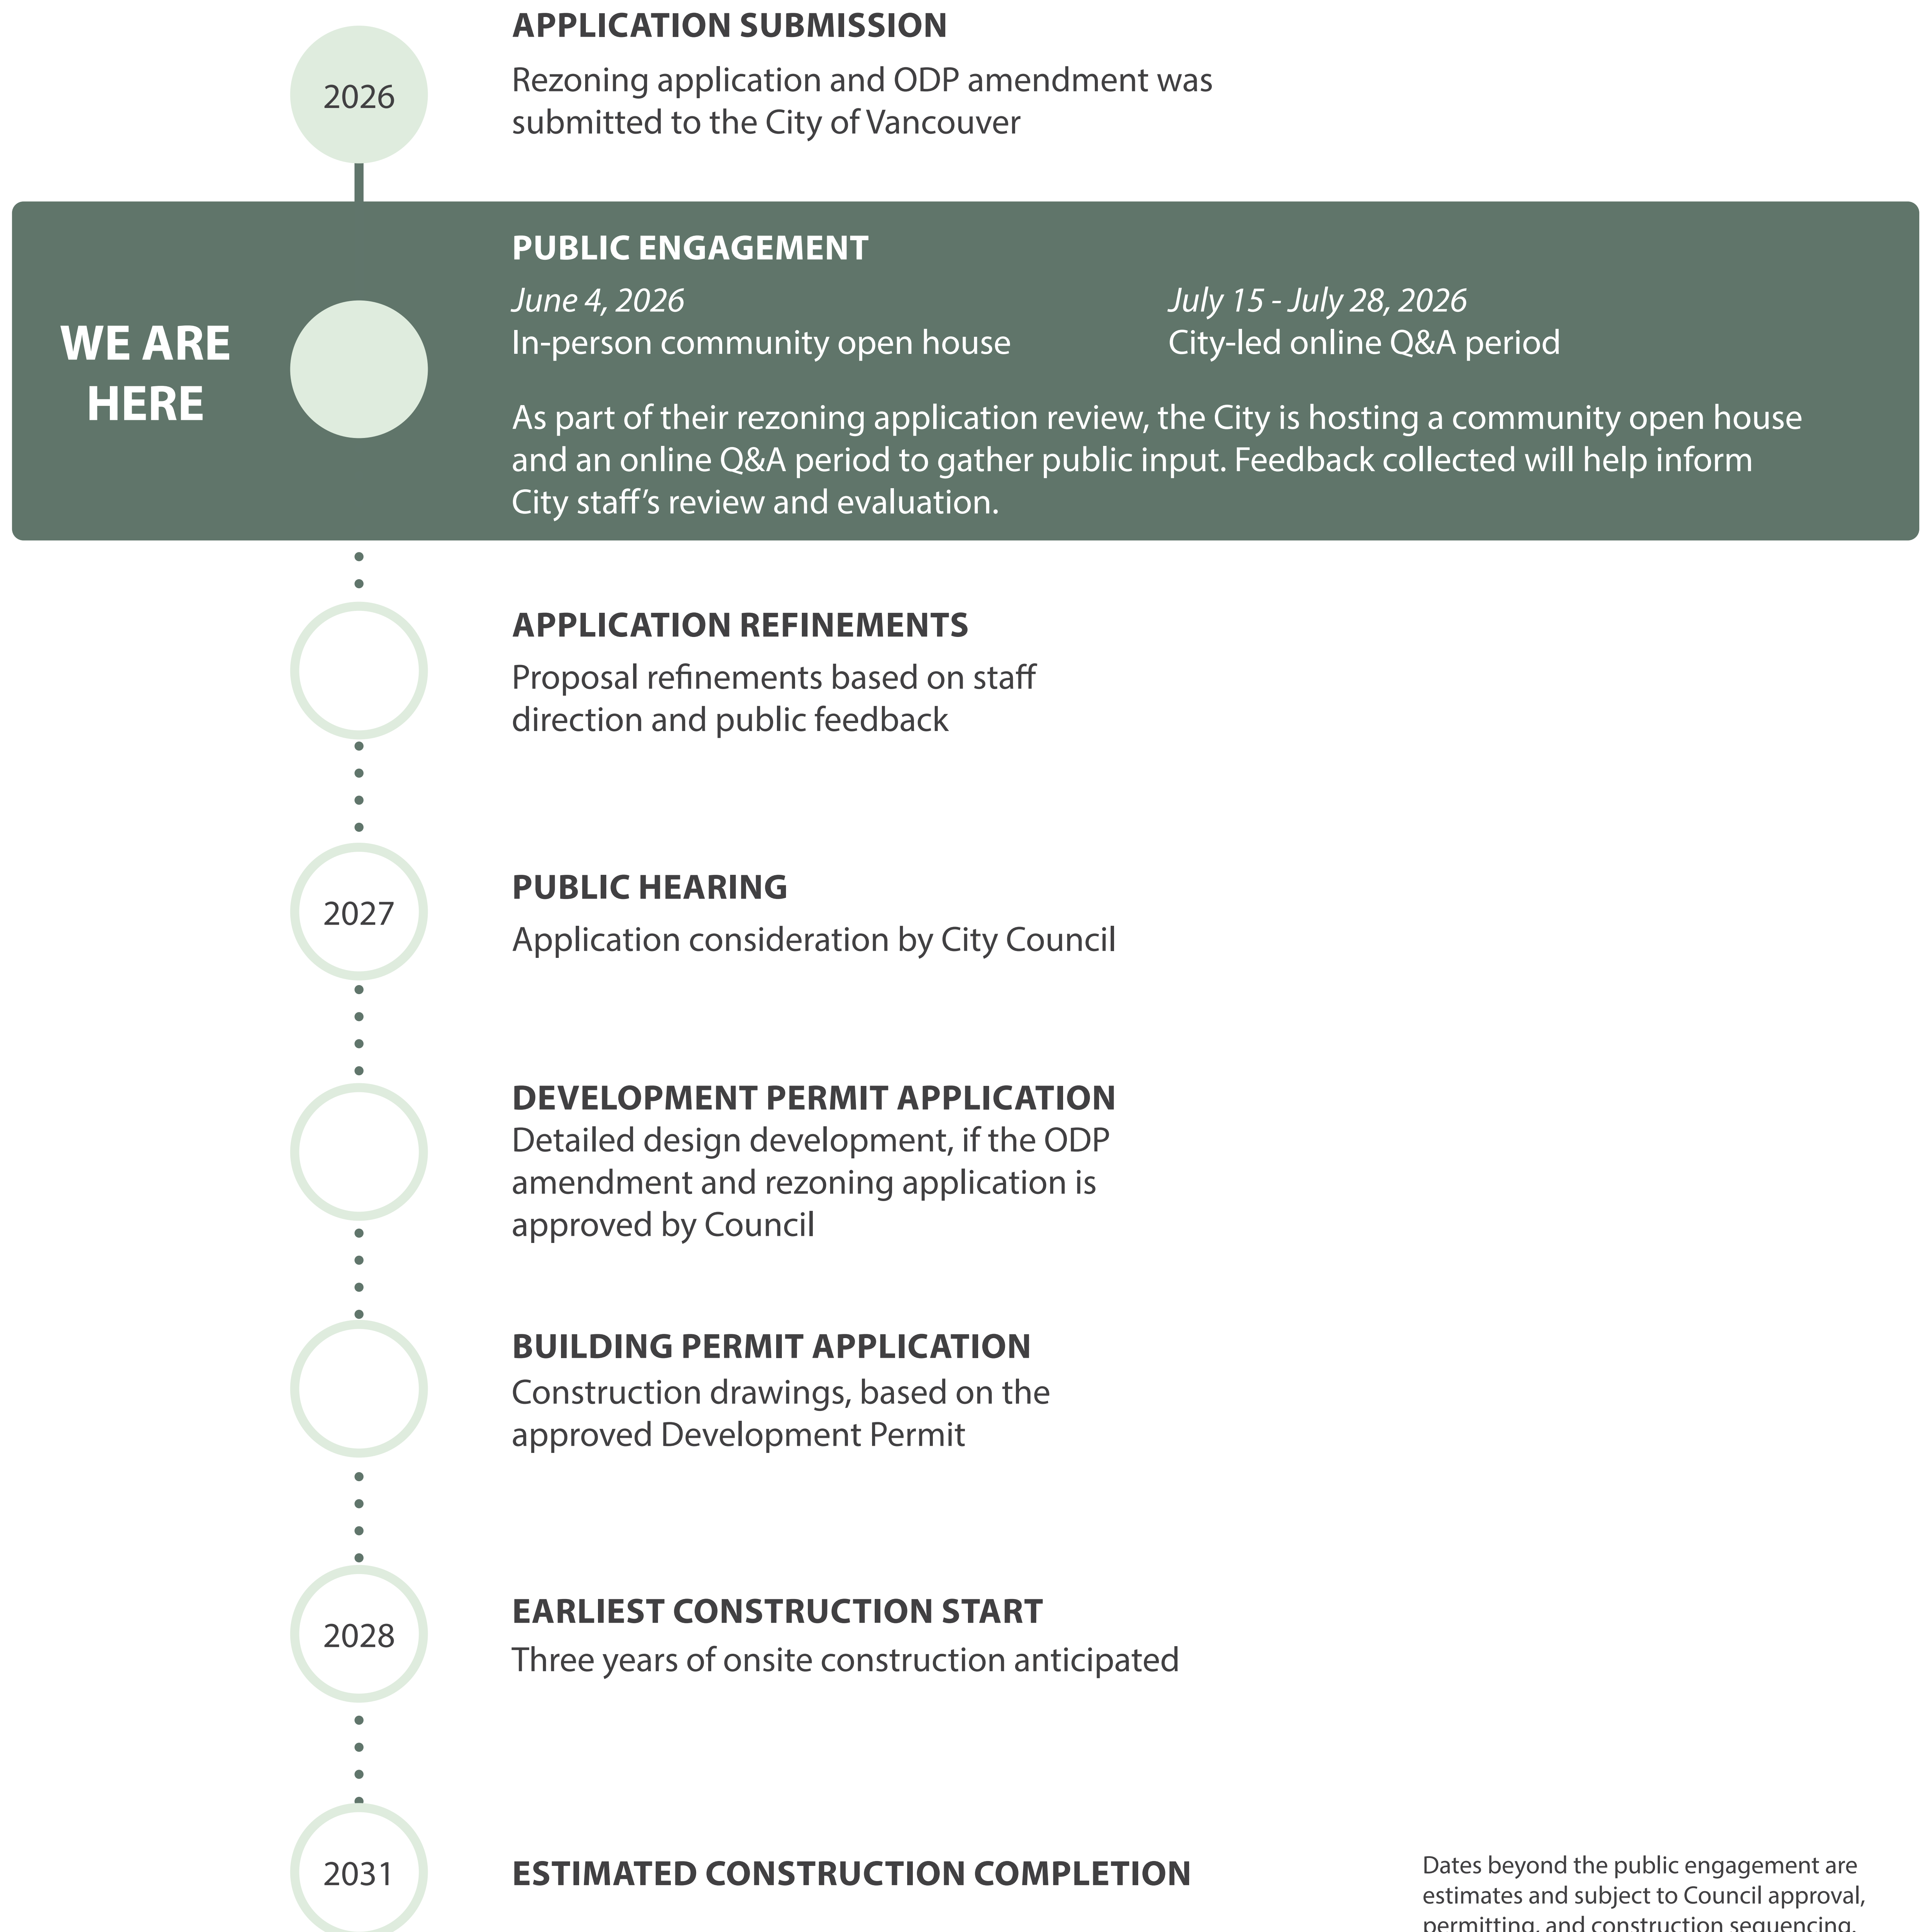 APPLICATION SUBMISSION
2026
Rezoning application and ODP amendment was
submitted to the City of Vancouver
WE ARE
HERE
PUBLIC ENGAGEMENT
June 4, 2026
In-person community open house
July 15 - July 28, 2026
City-led online Q&A period
As part of their rezoning application review, the City is hosting a community open house
and an online Q&A period to gather public input. Feedback collected will help inform
City staff’s review and evaluation.
APPLICATION REFINEMENTS
Proposal refinements based on staff
direction and public feedback
2027
PUBLIC HEARING
Application consideration by City Council
DEVELOPMENT PERMIT APPLICATION
Detailed design development, if the ODP
amendment and rezoning application is
approved by Council
BUILDING PERMIT APPLICATION
Construction drawings, based on the
approved Development Permit
2028
EARLIEST CONSTRUCTION START
Three years of onsite construction anticipated
2031
ESTIMATED CONSTRUCTION COMPLETION
Dates beyond the public engagement are
estimates and subject to Council approval,
permitting, and construction sequencing.